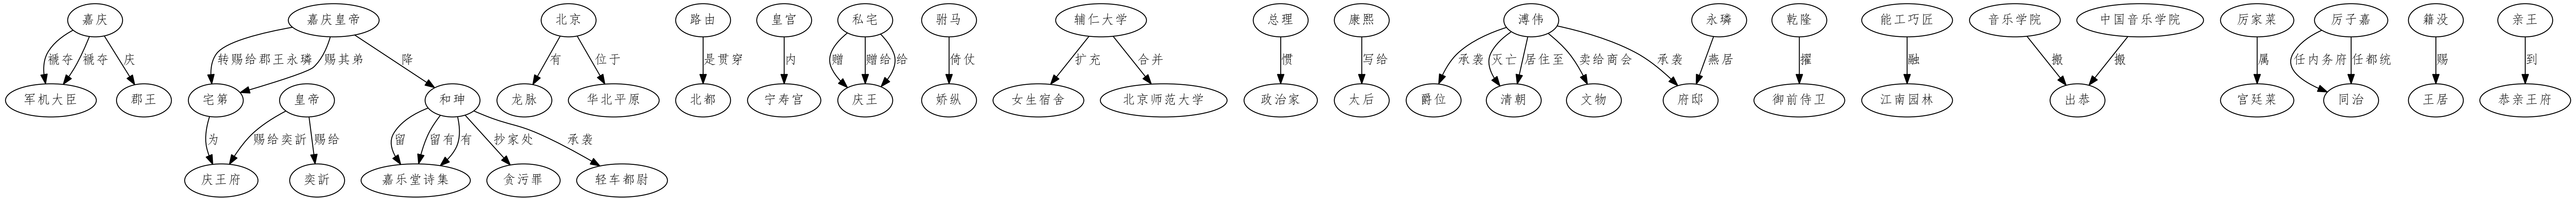 嘉庆 嘉庆皇帝 北京 路由 皇宫 私宅 驸马 辅仁大学 总理 康熙 溥伟 永璘 乾隆 能工巧匠 音乐学院 中国音乐学院 厉家菜 厉子嘉 籍没 亲王
褫夺 褫夺 庆 转赐给郡王永璘 赐其弟 降 有 位于 是贯穿 内 赠 赠给 给 倚仗 扩充 合并 惯 写给 承袭 灭亡 居住至 卖给商会 承袭 燕居 擢 融 搬 搬 属 任内务府 任都统 赐 到
军机大臣 郡王 宅第 皇帝 和珅 龙脉 华北平原 北都 宁寿宫 庆王 娇纵 女生宿舍 北京师范大学 政治家 太后 爵位 清朝 文物 府邸 御前侍卫 江南园林 出恭 宫廷菜 同治 王居 恭亲王府
为 赐给奕訢 赐给 留 留有 有 抄家处 承袭
庆王府 奕訢 嘉乐堂诗集 贪污罪 轻车都尉